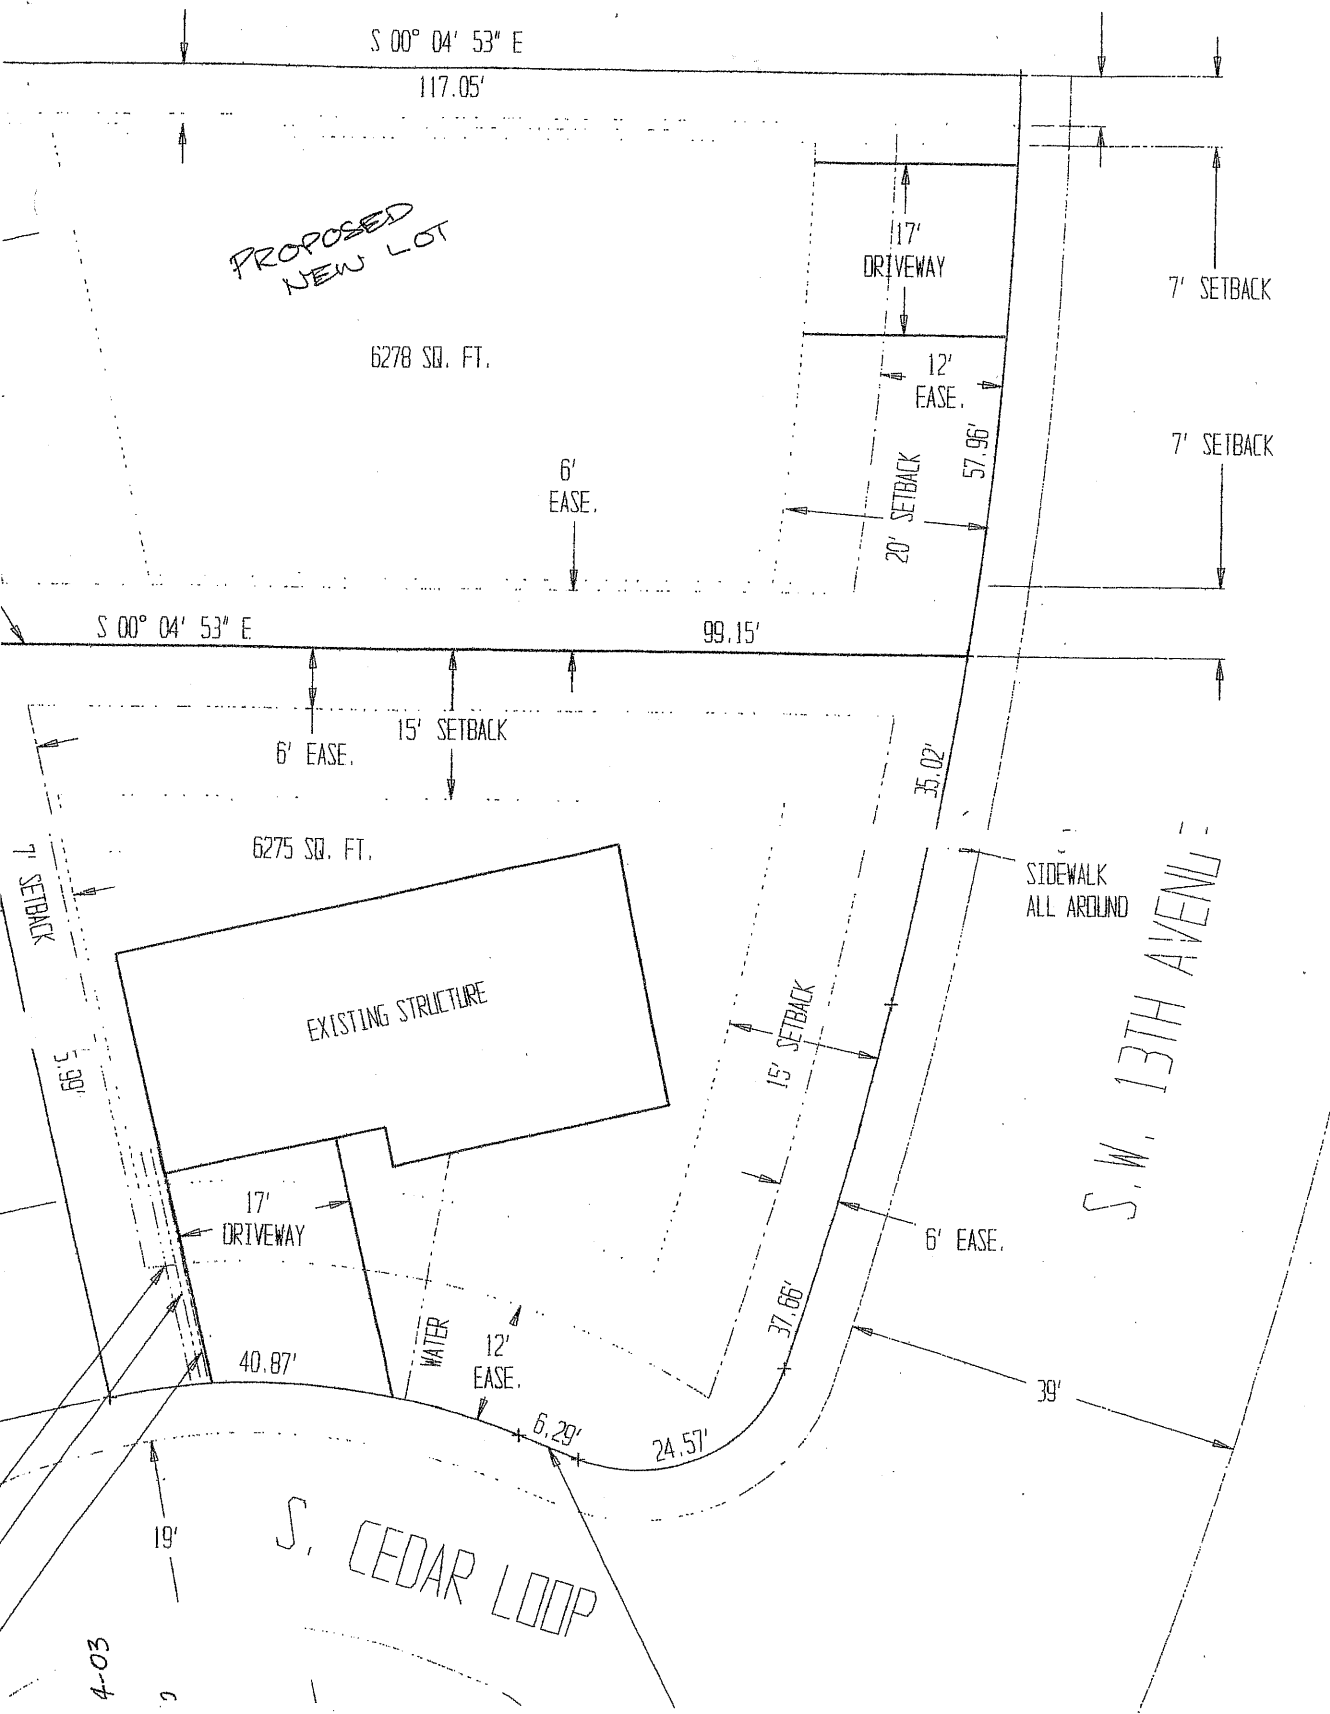 S 00° 04' 53" E
117.05'
PROPOSED
NEW LOT
17'
DRIVEWAY
7' SETBACK
6278 SQ. FT.
12'
EASE.
57.96'
7' SETBACK
6'
EASE.
20' SETBACK
S 00° 04' 53" E
99.15'
15' SETBACK
6' EASE.
35.02'
6275 SQ. FT.
7' SETBACK
SIDEWALK
ALL AROUND
EXISTING STRUCTURE
15' SETBACK
S.W. 13TH
5.99'
17'
DRIVEWAY
6' EASE.
37.66'
WATER
12'
EASE.
40.87'
39'
6.29'
24.57'
19'
S. CEDAR LOOP
4-03